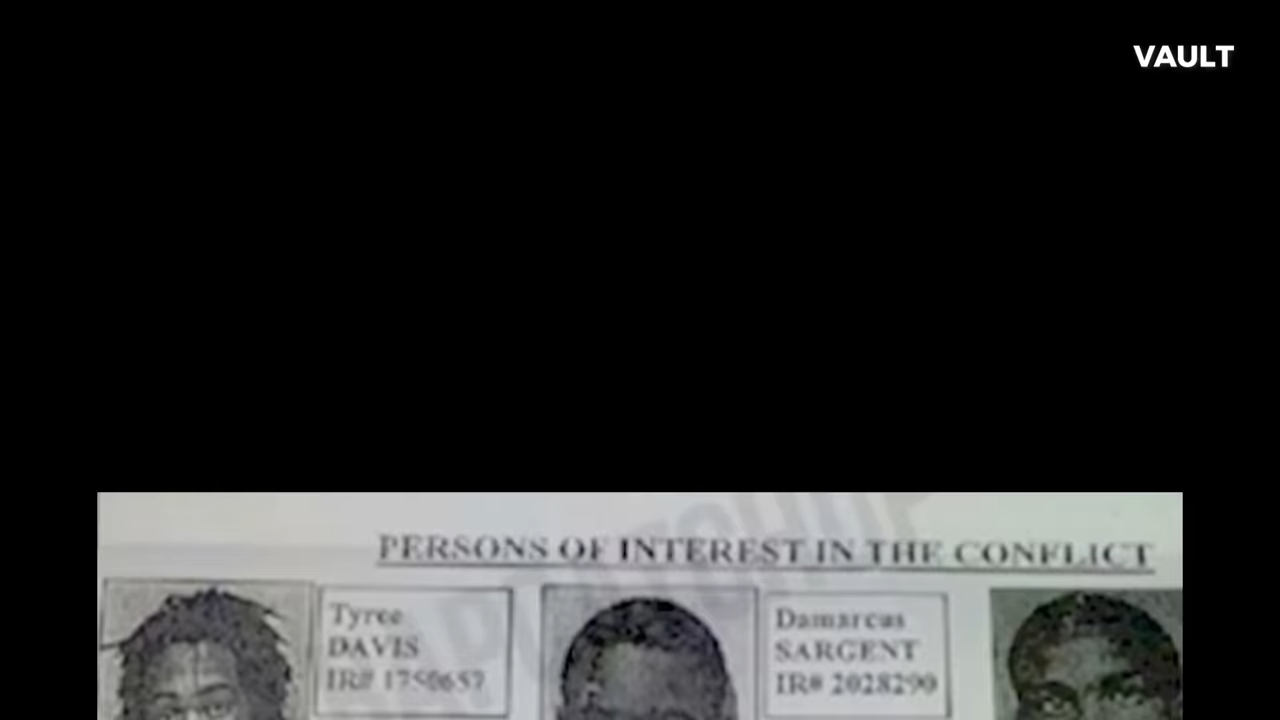 VAULT
PERSONS OF INTEREST IN THE CONFLICT
Tyree
DAVIS
IR# 1750657
Damarcus
SARGENT
IR# 2028290